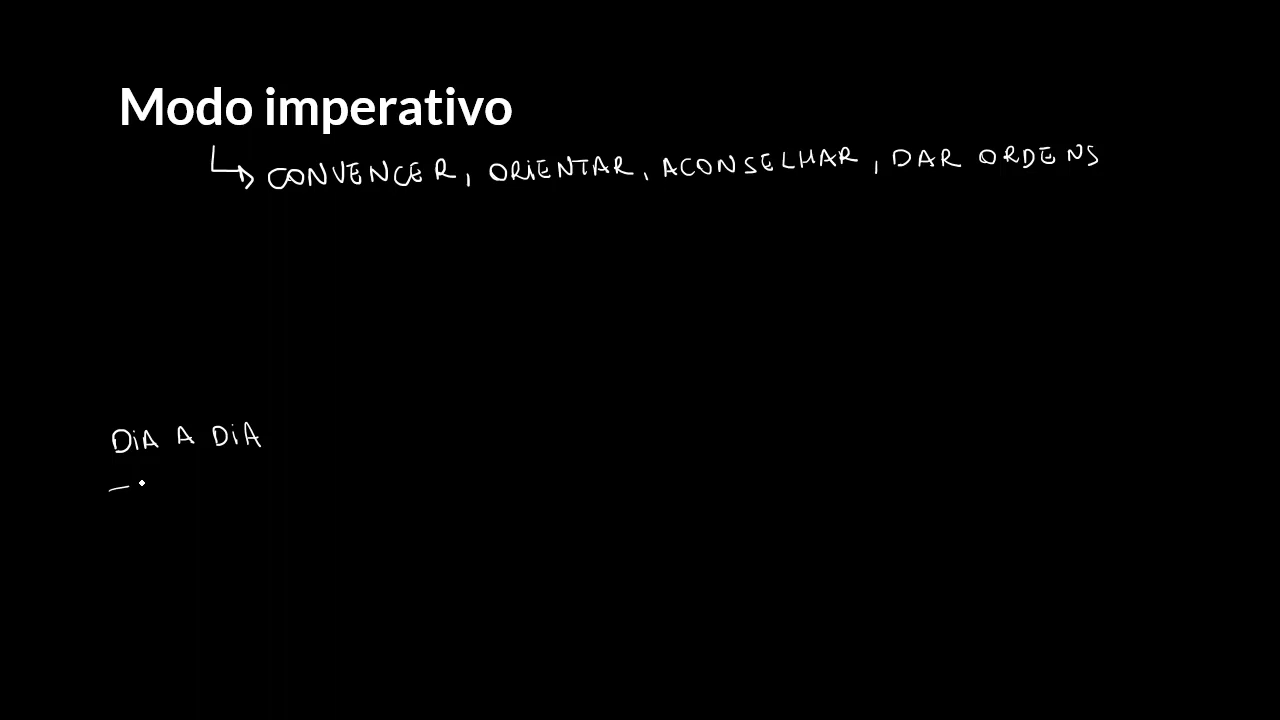 Modo imperativo
↳ CONVENCER, ORIENTAR, ACONSELHAR, DAR ORDENS
DIA A DIA
—